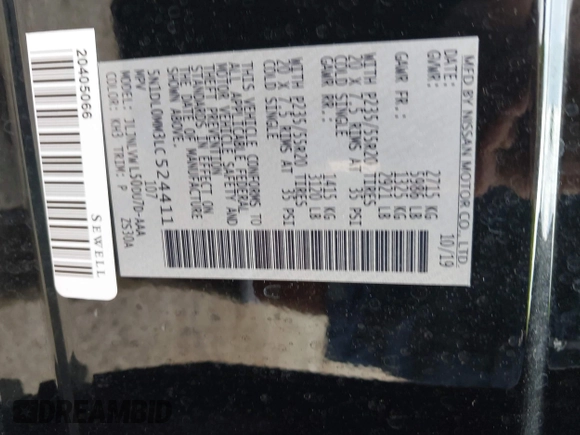 MFD BY NISSAN MOTOR CO., LTD.
DATE: 10/19
GVWR: 2715 KG
5986 LB
GAWR FR: 1325 KG
2921 LB
WITH P235/55R20 TIRES
20 X 7.5 RIMS AT 35 PSI
COLD SINGLE
GAWR RR: 1415 KG
3120 LB
WITH P235/55R20 TIRES
20 X 7.5 RIMS AT 35 PSI
COLD SINGLE
THIS VEHICLE CONFORMS TO
ALL APPLICABLE FEDERAL
MOTOR VEHICLE SAFETY AND
THEFT PREVENTION
STANDARDS IN EFFECT ON
THE DATE OF MANUFACTURE
SHOWN ABOVE.
5N1DL0MM3LC524411
MPV 107
COLOR: KH3 TRIM: P ZS30A
SEWELL
20405066
DREAMBID